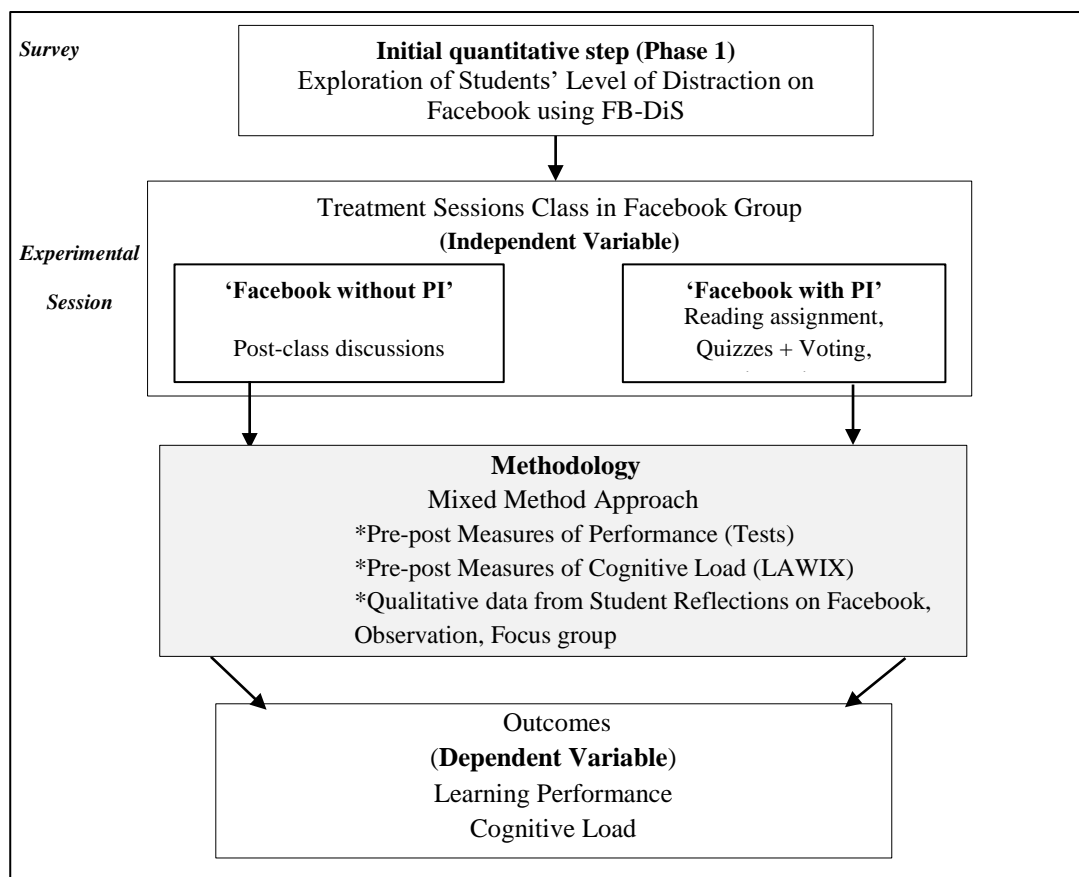 Survey
Initial quantitative step (Phase 1)
Exploration of Students’ Level of Distraction on
Facebook using FB-DiS
Treatment Sessions Class in Facebook Group
(Independent Variable)
Experimental
Session
‘Facebook without PI’
Post-class discussions
‘Facebook with PI’
Reading assignment,
Quizzes + Voting,
Methodology
Mixed Method Approach
*Pre-post Measures of Performance (Tests)
*Pre-post Measures of Cognitive Load (LAWIX)
*Qualitative data from Student Reflections on Facebook,
Observation, Focus group
Outcomes
(Dependent Variable)
Learning Performance
Cognitive Load